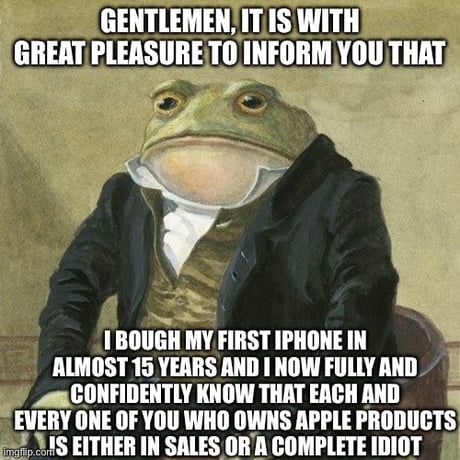 GENTLEMEN, IT IS WITH
GREAT PLEASURE TO INFORM YOU THAT
I BOUGH MY FIRST IPHONE IN
ALMOST 15 YEARS AND I NOW FULLY AND
CONFIDENTLY KNOW THAT EACH AND
EVERY ONE OF YOU WHO OWNS APPLE PRODUCTS
IS EITHER IN SALES OR A COMPLETE IDIOT
imgflip.com